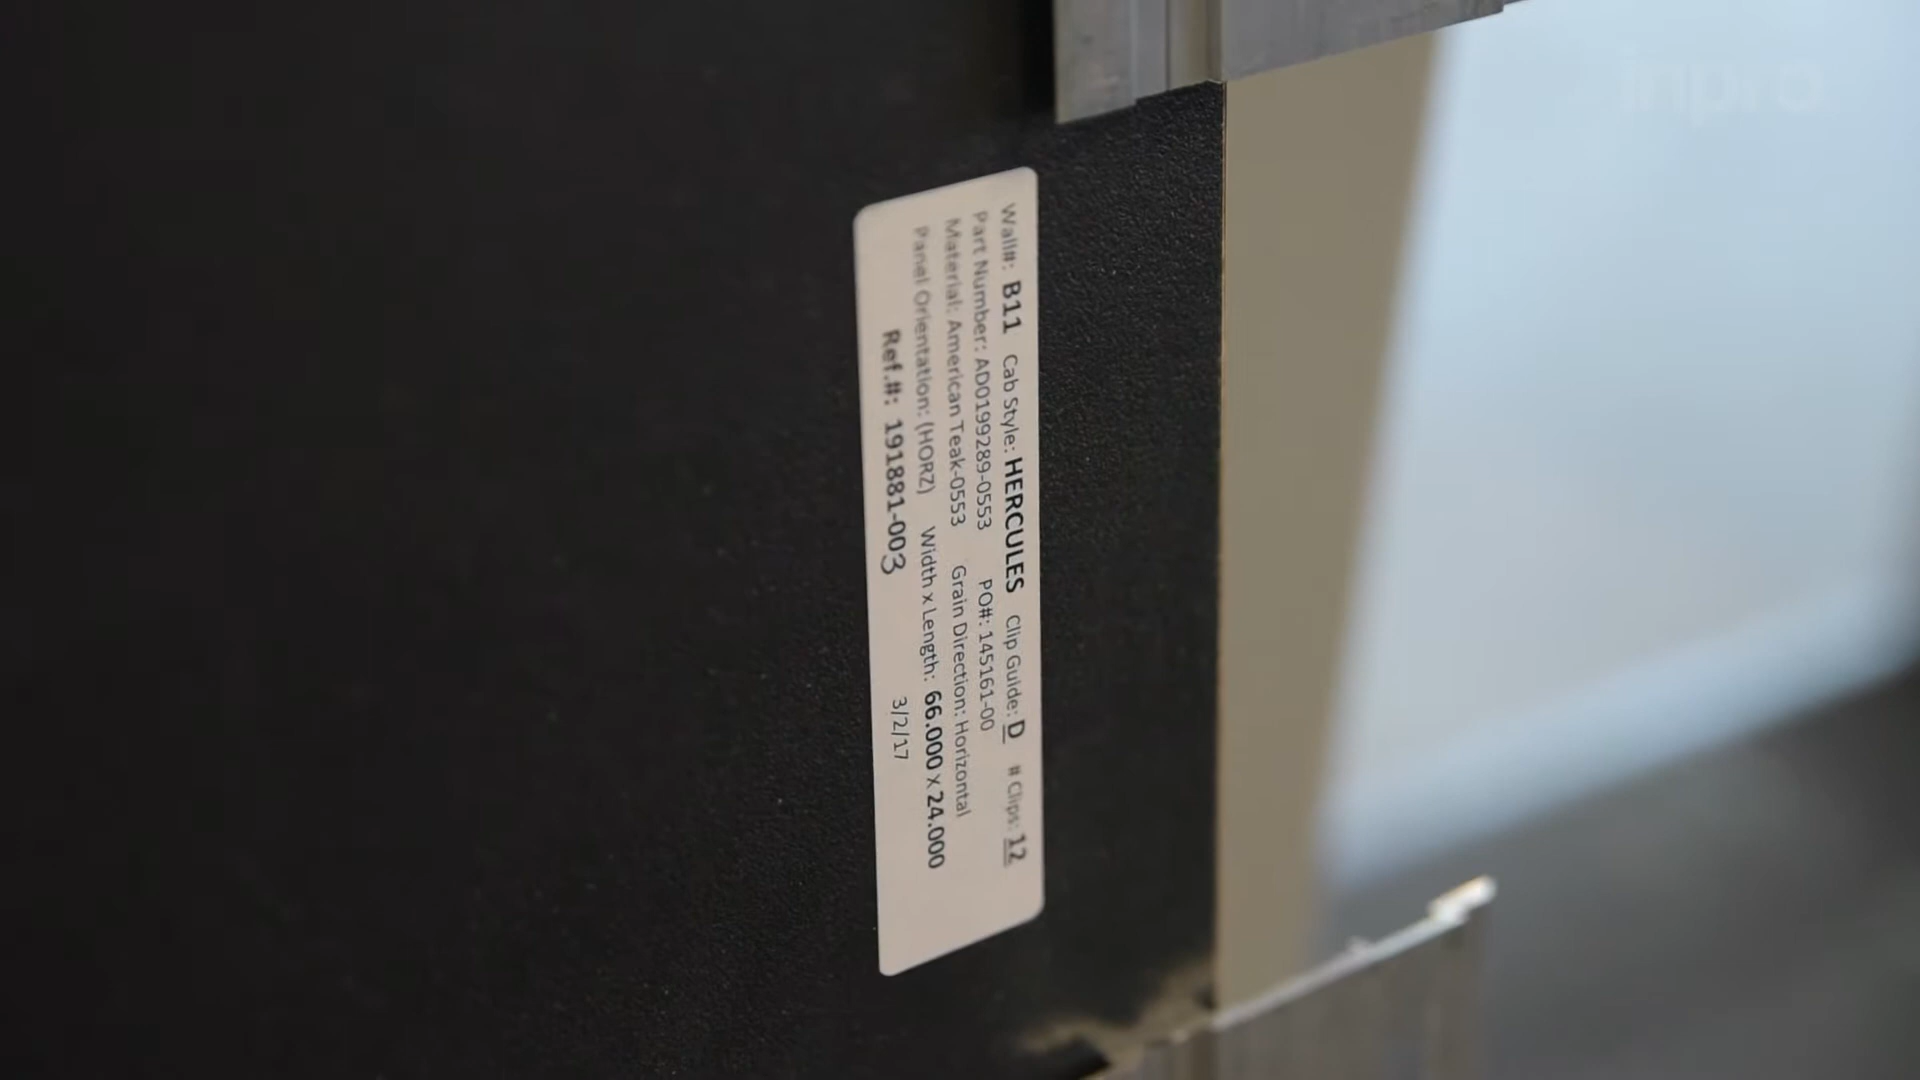 Wall#: B11 Cab Style: HERCULES Clip Guide: D # Clips: 12
Part Number: AD0199289-0553 PO#: 145161-00
Material: American Teak-0553 Grain Direction: Horizontal
Panel Orientation: (HORZ) Width x Length: 66.000 x 24.000
Ref.#: 191881-003 3/2/17
inpro